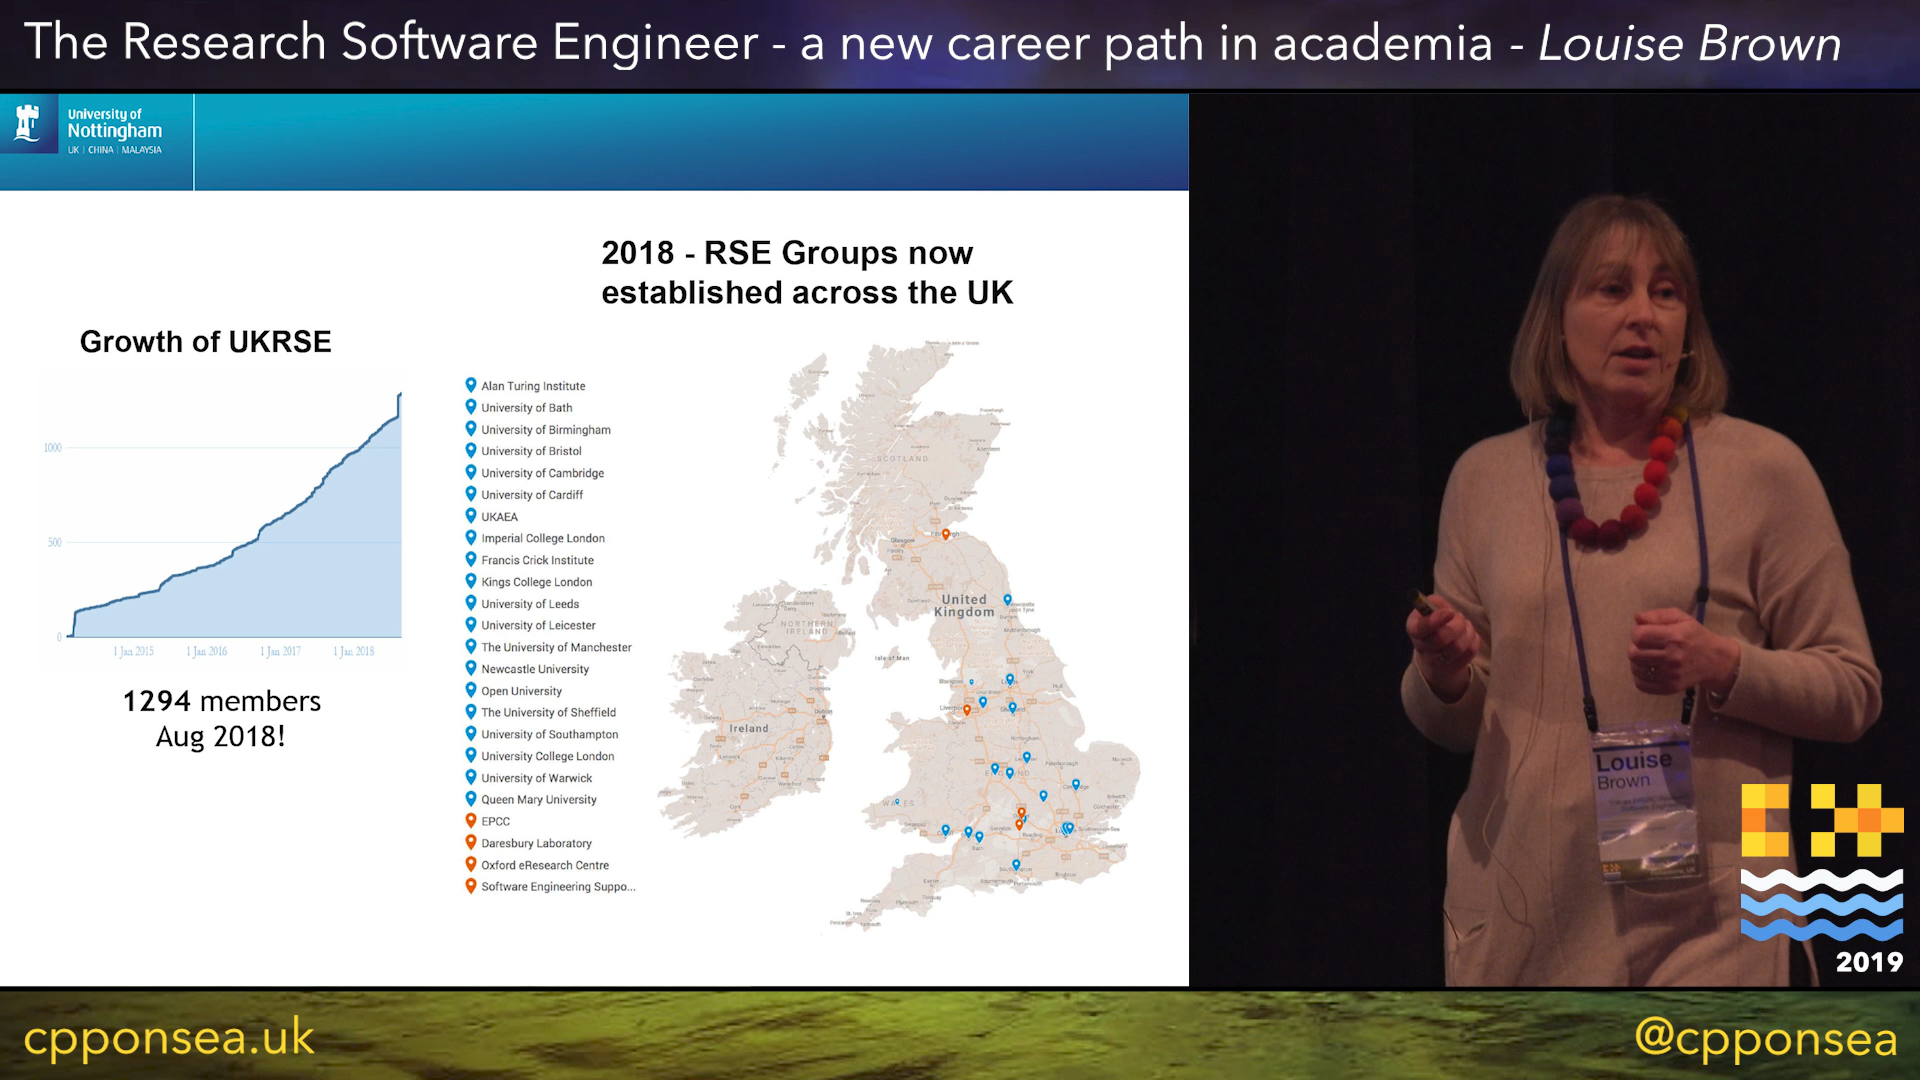 The Research Software Engineer - a new career path in academia - Louise Brown
University of
Nottingham
UK | CHINA | MALAYSIA
2018 - RSE Groups now
established across the UK
Growth of UKRSE
1000
500
0
1 Jan 2015
1 Jan 2016
1 Jan 2017
1 Jan 2018
1294 members
Aug 2018!
Alan Turing Institute
University of Bath
University of Birmingham
University of Bristol
University of Cambridge
University of Cardiff
UKAEA
Imperial College London
Francis Crick Institute
Kings College London
University of Leeds
University of Leicester
The University of Manchester
Newcastle University
Open University
The University of Sheffield
University of Southampton
University College London
University of Warwick
Queen Mary University
EPCC
Daresbury Laboratory
Oxford eResearch Centre
Software Engineering Suppo...
SCOTLAND
Glasgow
United
Kingdom
NORTHERN
IRELAND
Isle of Man
Ireland
WALES
Louise
Brown
2019
cpponsea.uk
@cpponsea